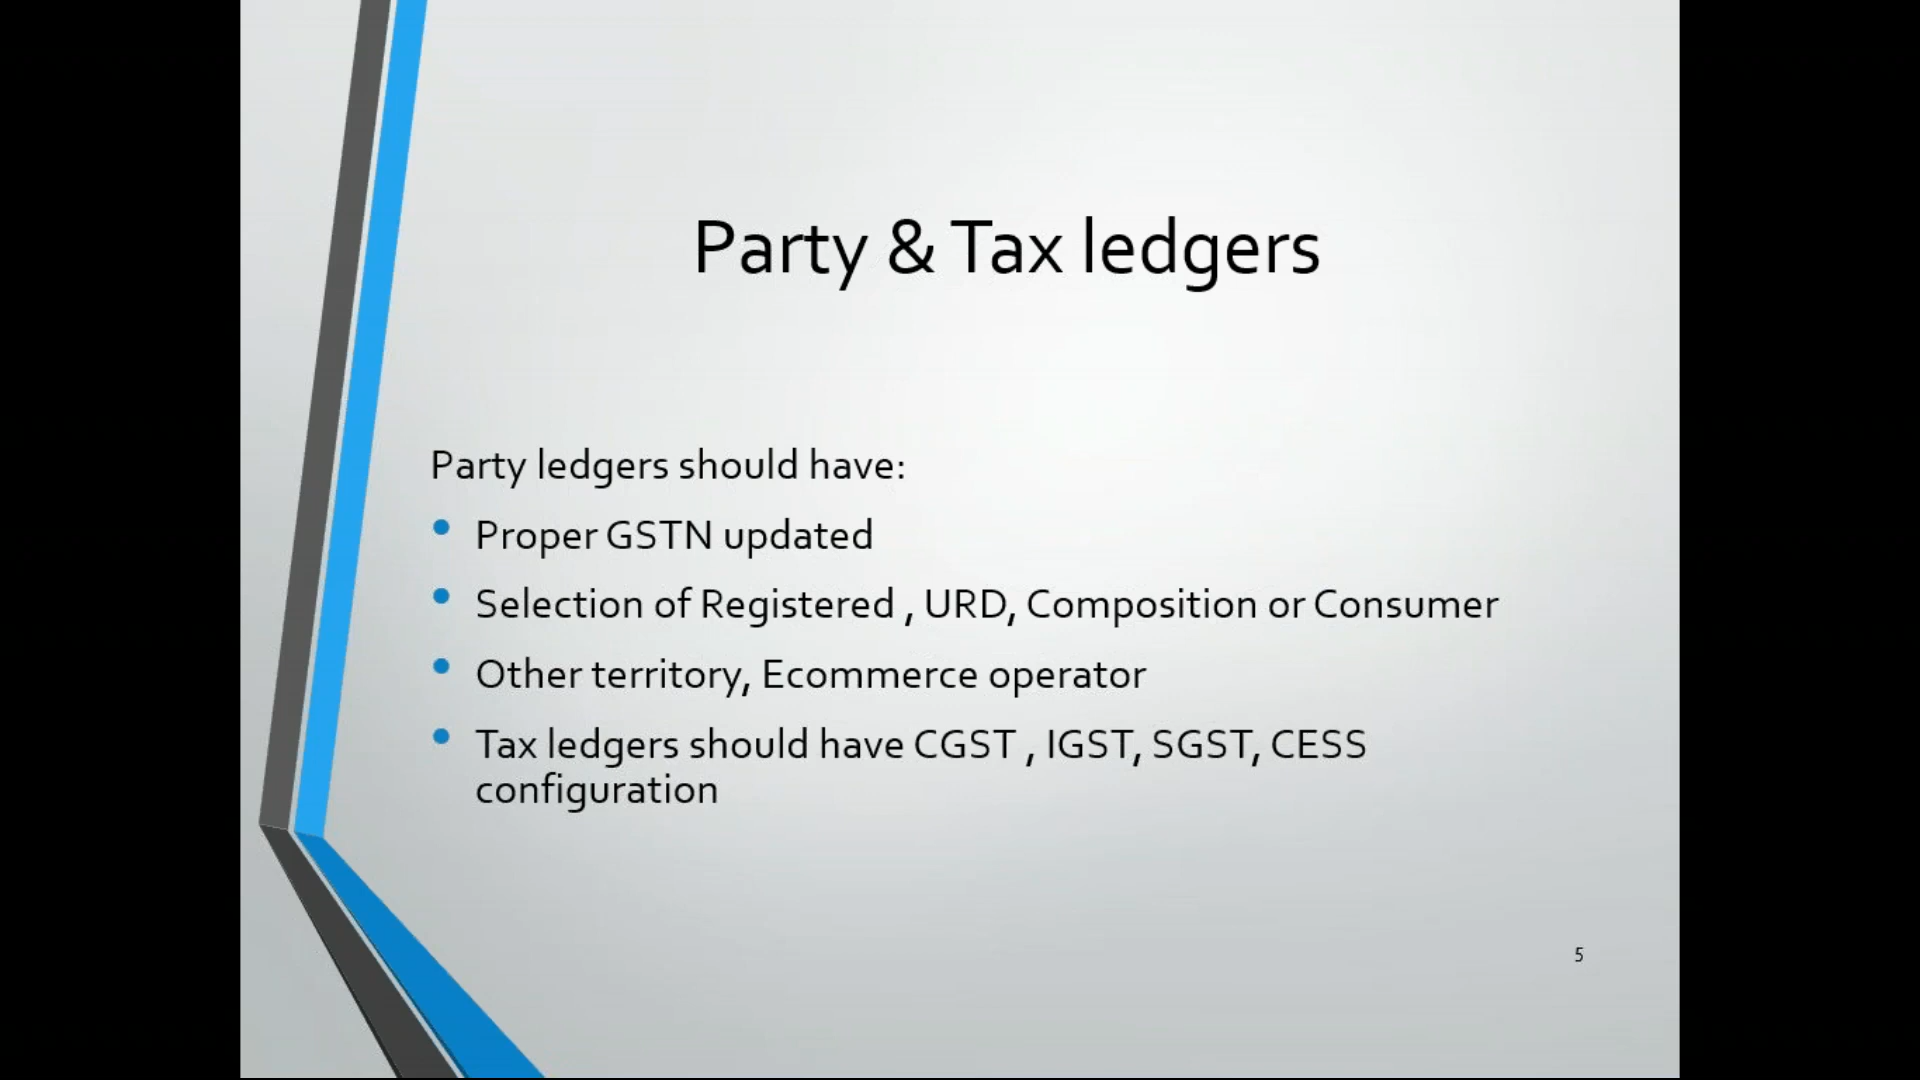 Party & Tax ledgers
Party ledgers should have:
• Proper GSTN updated
• Selection of Registered , URD, Composition or Consumer
• Other territory, Ecommerce operator
• Tax ledgers should have CGST , IGST, SGST, CESS
configuration
5